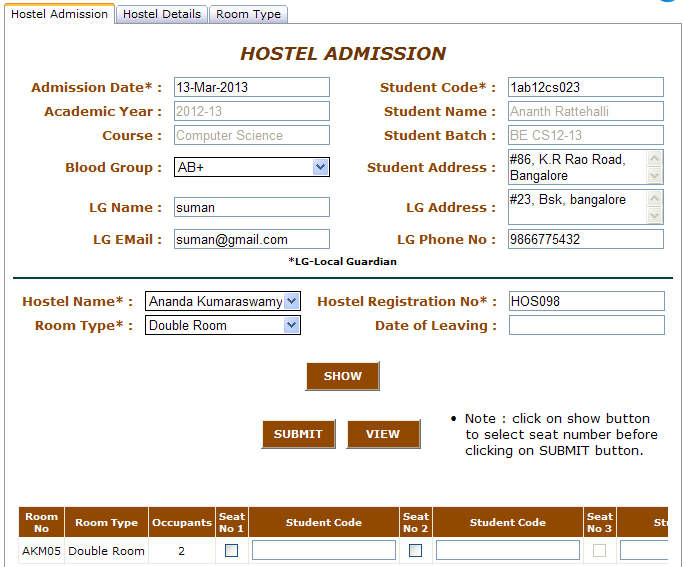 Hostel Admission Hostel Details Room Type
HOSTEL ADMISSION
Admission Date* : 13-Mar-2013 Student Code* : 1ab12cs023
Academic Year : 2012-13 Student Name : Ananth Rattehalli
Course : Computer Science Student Batch : BE CS12-13
Blood Group : AB+ Student Address : #86, K.R Rao Road,
Bangalore
LG Name : suman LG Address : #23, Bsk, bangalore
LG EMail : suman@gmail.com LG Phone No : 9866775432
*LG-Local Guardian
Hostel Name* : Ananda Kumaraswamy Hostel Registration No* : HOS098
Room Type* : Double Room Date of Leaving :
SHOW
SUBMIT VIEW
• Note : click on show button
to select seat number before
clicking on SUBMIT button.
Room No Room Type Occupants Seat No 1 Student Code Seat No 2 Student Code Seat No 3
AKM05 Double Room 2